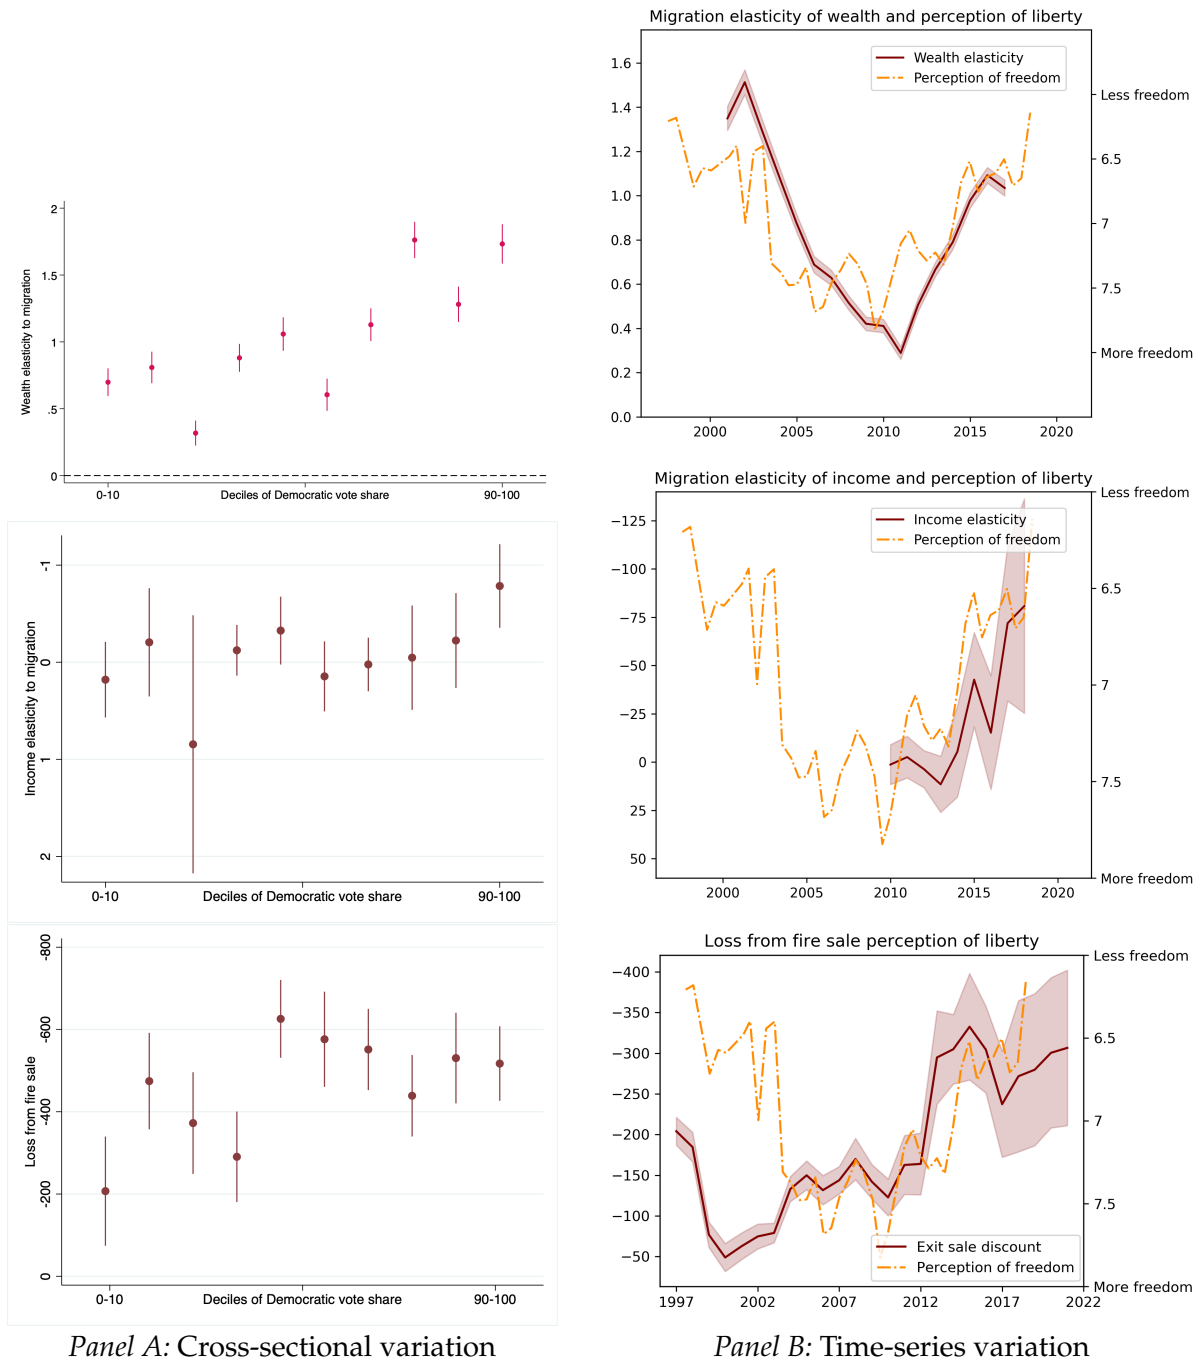 Wealth elasticity to migration
2
1.5
1
.5
0
0-10 Deciles of Democratic vote share 90-100
Income elasticity to migration
-1
0
1
2
0-10 Deciles of Democratic vote share 90-100
Loss from fire sale
-800
-600
-400
-200
0
0-10 Deciles of Democratic vote share 90-100
Panel A: Cross-sectional variation
Migration elasticity of wealth and perception of liberty
Wealth elasticity
Perception of freedom
1.6
1.4
1.2
1.0
0.8
0.6
0.4
0.2
0.0
Less freedom
6.5
7
7.5
More freedom
2000 2005 2010 2015 2020
Migration elasticity of income and perception of liberty
Income elasticity
Perception of freedom
−125
−100
−75
−50
−25
0
25
50
Less freedom
6.5
7
7.5
More freedom
2000 2005 2010 2015 2020
Loss from fire sale perception of liberty
−400
−350
−300
−250
−200
−150
−100
−50
Less freedom
6.5
7
7.5
More freedom
Exit sale discount
Perception of freedom
1997 2002 2007 2012 2017 2022
Panel B: Time-series variation